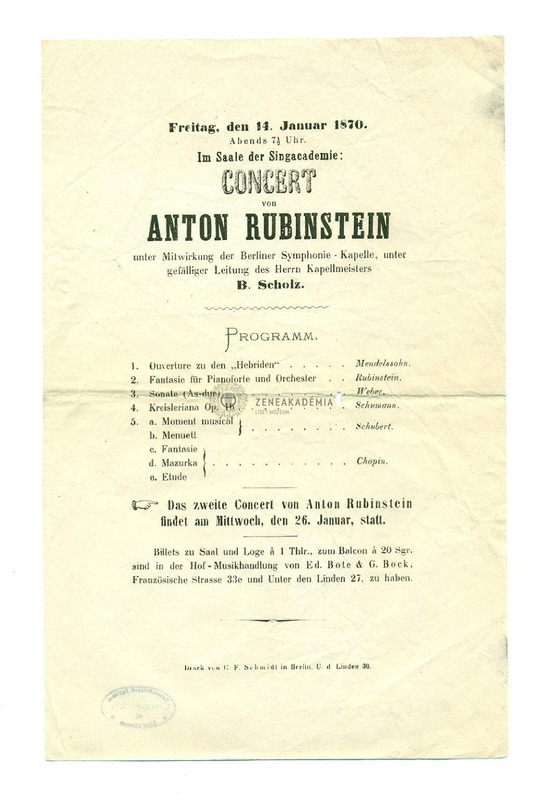 Freitag, den 14. Januar 1870.
Abends 7½ Uhr.
Im Saale der Singacademie:
CONCERT
von
ANTON RUBINSTEIN
unter Mitwirkung der Berliner Symphonie-Kapelle, unter
gefälliger Leitung des Herrn Kapellmeisters
B. Scholz.
PROGRAMM.
1. Ouverture zu den „Hebriden“ . . . . . Mendelssohn.
2. Fantasie für Pianoforte und Orchester . . Rubinstein.
3. Sonate (As-dur) . . . Weber.
4. Kreisleriana Op. 16 . . . Schumann.
ZENEAKADÉMIA
LISZT MÚZEUM
5. a. Moment musical
b. Menuett
Schubert.
c. Fantasie
d. Mazurka
e. Etude
Chopin.
Das zweite Concert von Anton Rubinstein
findet am Mittwoch, den 26. Januar, statt.
Billets zu Saal und Loge à 1 Thlr., zum Balcon à 20 Sgr.
sind in der Hof-Musikhandlung von Ed. Bote & G. Bock,
Französische Strasse 33e und Unter den Linden 27, zu haben.
Druck von C. F. Schmidt in Berlin, U. d Linden 30.